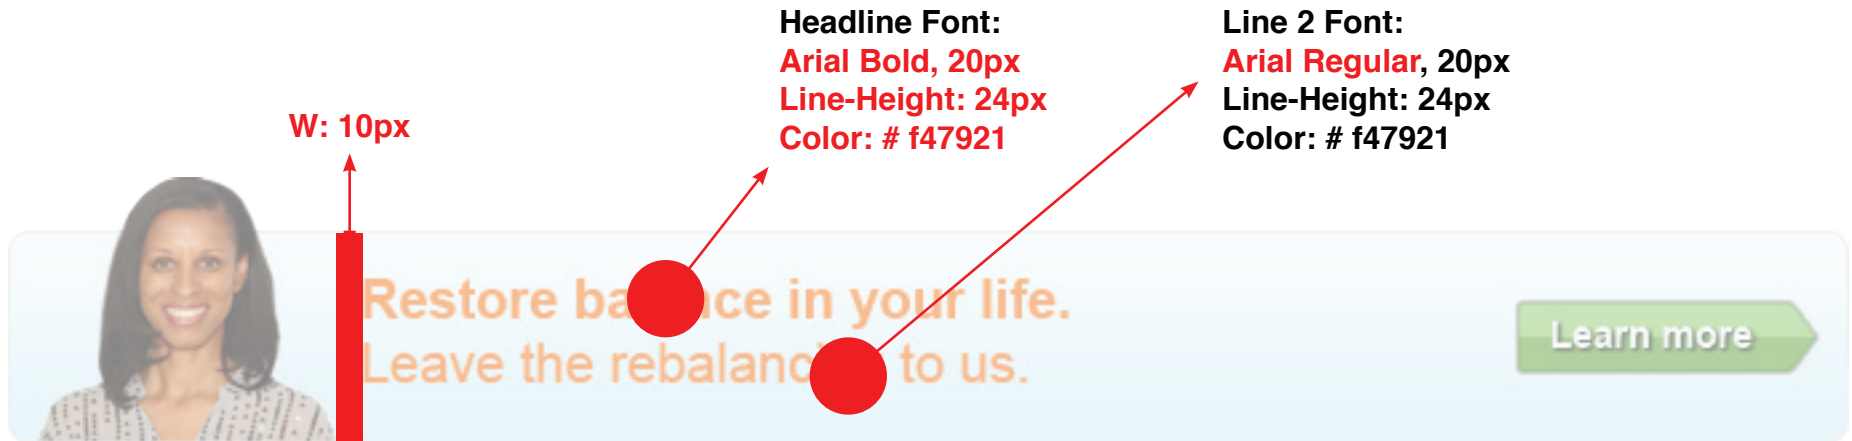 Headline Font:
Arial Bold, 20px
Line-Height: 24px
Color: # f47921
Line 2 Font:
Arial Regular, 20px
Line-Height: 24px
Color: # f47921
W: 10px
Restore ba ce in your life.
Leave the rebalanc to us.
Learn more